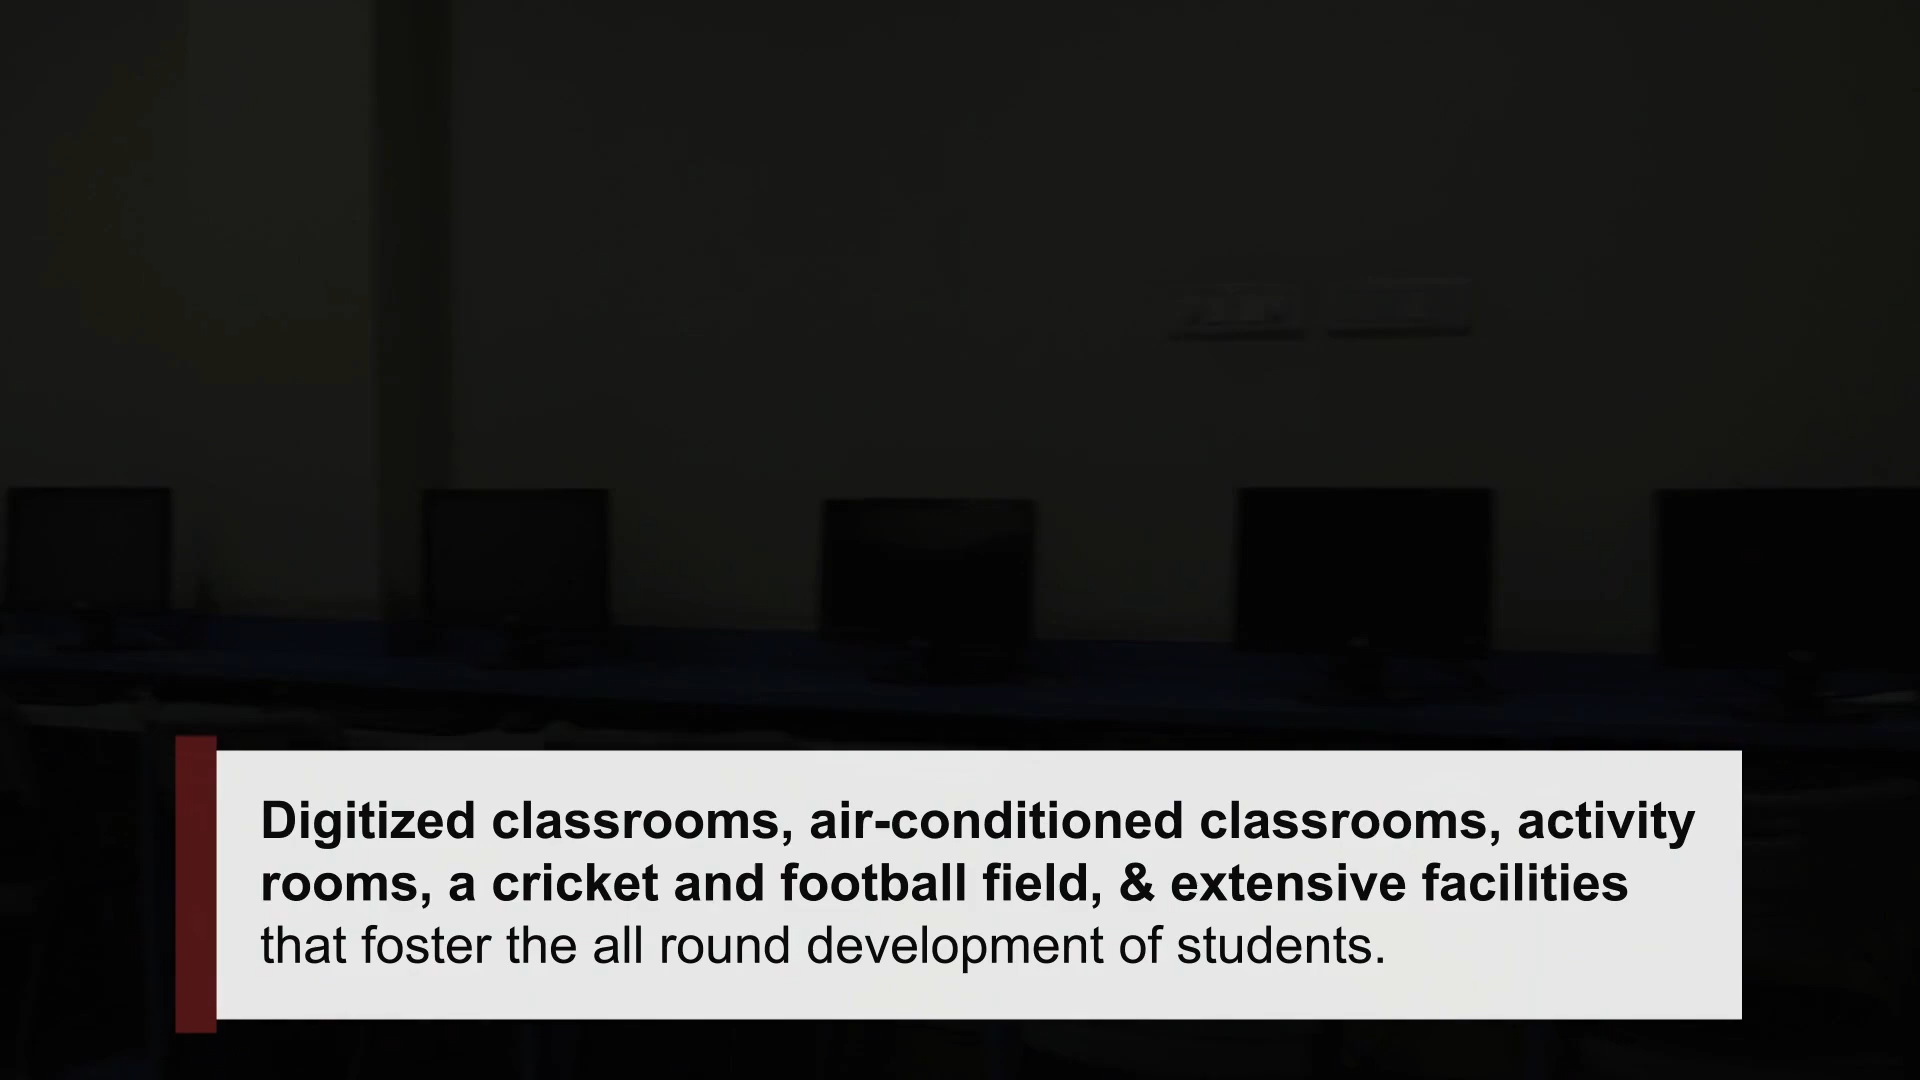 Digitized classrooms, air-conditioned classrooms, activity
rooms, a cricket and football field, & extensive facilities
that foster the all round development of students.